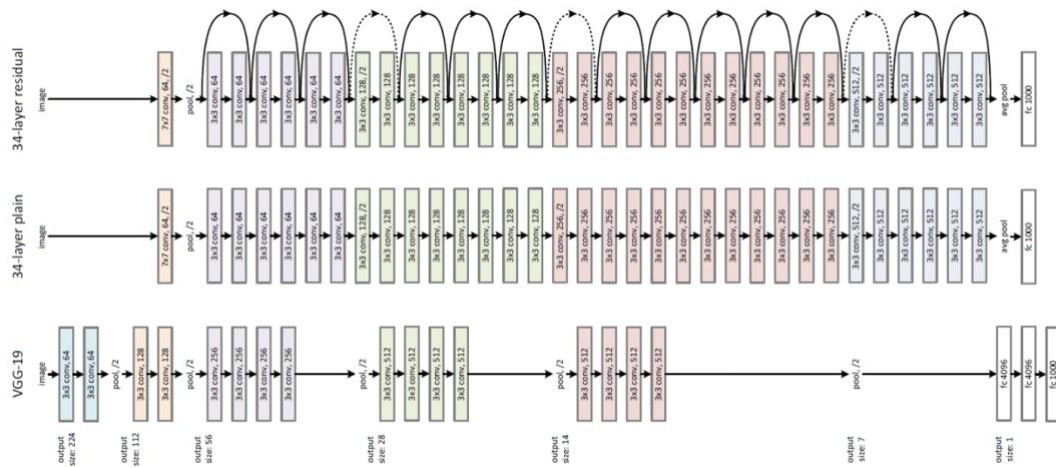 34-layer residual
image
7x7 conv, 64, /2
pool, /2
3x3 conv, 64
3x3 conv, 64
3x3 conv, 64
3x3 conv, 64
3x3 conv, 64
3x3 conv, 64
3x3 conv, 128, /2
3x3 conv, 128
3x3 conv, 128
3x3 conv, 128
3x3 conv, 128
3x3 conv, 128
3x3 conv, 128
3x3 conv, 128
3x3 conv, 256, /2
3x3 conv, 256
3x3 conv, 256
3x3 conv, 256
3x3 conv, 256
3x3 conv, 256
3x3 conv, 256
3x3 conv, 256
3x3 conv, 256
3x3 conv, 256
3x3 conv, 256
3x3 conv, 256
3x3 conv, 512, /2
3x3 conv, 512
3x3 conv, 512
3x3 conv, 512
3x3 conv, 512
3x3 conv, 512
avg pool
fc 1000
34-layer plain
image
7x7 conv, 64, /2
pool, /2
3x3 conv, 64
3x3 conv, 64
3x3 conv, 64
3x3 conv, 64
3x3 conv, 64
3x3 conv, 64
3x3 conv, 128, /2
3x3 conv, 128
3x3 conv, 128
3x3 conv, 128
3x3 conv, 128
3x3 conv, 128
3x3 conv, 128
3x3 conv, 128
3x3 conv, 256, /2
3x3 conv, 256
3x3 conv, 256
3x3 conv, 256
3x3 conv, 256
3x3 conv, 256
3x3 conv, 256
3x3 conv, 256
3x3 conv, 256
3x3 conv, 256
3x3 conv, 256
3x3 conv, 256
3x3 conv, 512, /2
3x3 conv, 512
3x3 conv, 512
3x3 conv, 512
3x3 conv, 512
3x3 conv, 512
avg pool
fc 1000
VGG-19
image
3x3 conv, 64
3x3 conv, 64
pool, /2
3x3 conv, 128
3x3 conv, 128
pool, /2
3x3 conv, 256
3x3 conv, 256
3x3 conv, 256
3x3 conv, 256
pool, /2
3x3 conv, 512
3x3 conv, 512
3x3 conv, 512
3x3 conv, 512
pool, /2
3x3 conv, 512
3x3 conv, 512
3x3 conv, 512
3x3 conv, 512
pool, /2
fc 4096
fc 4096
fc 1000
output
size: 224
output
size: 112
output
size: 56
output
size: 28
output
size: 14
output
size: 7
output
size: 1